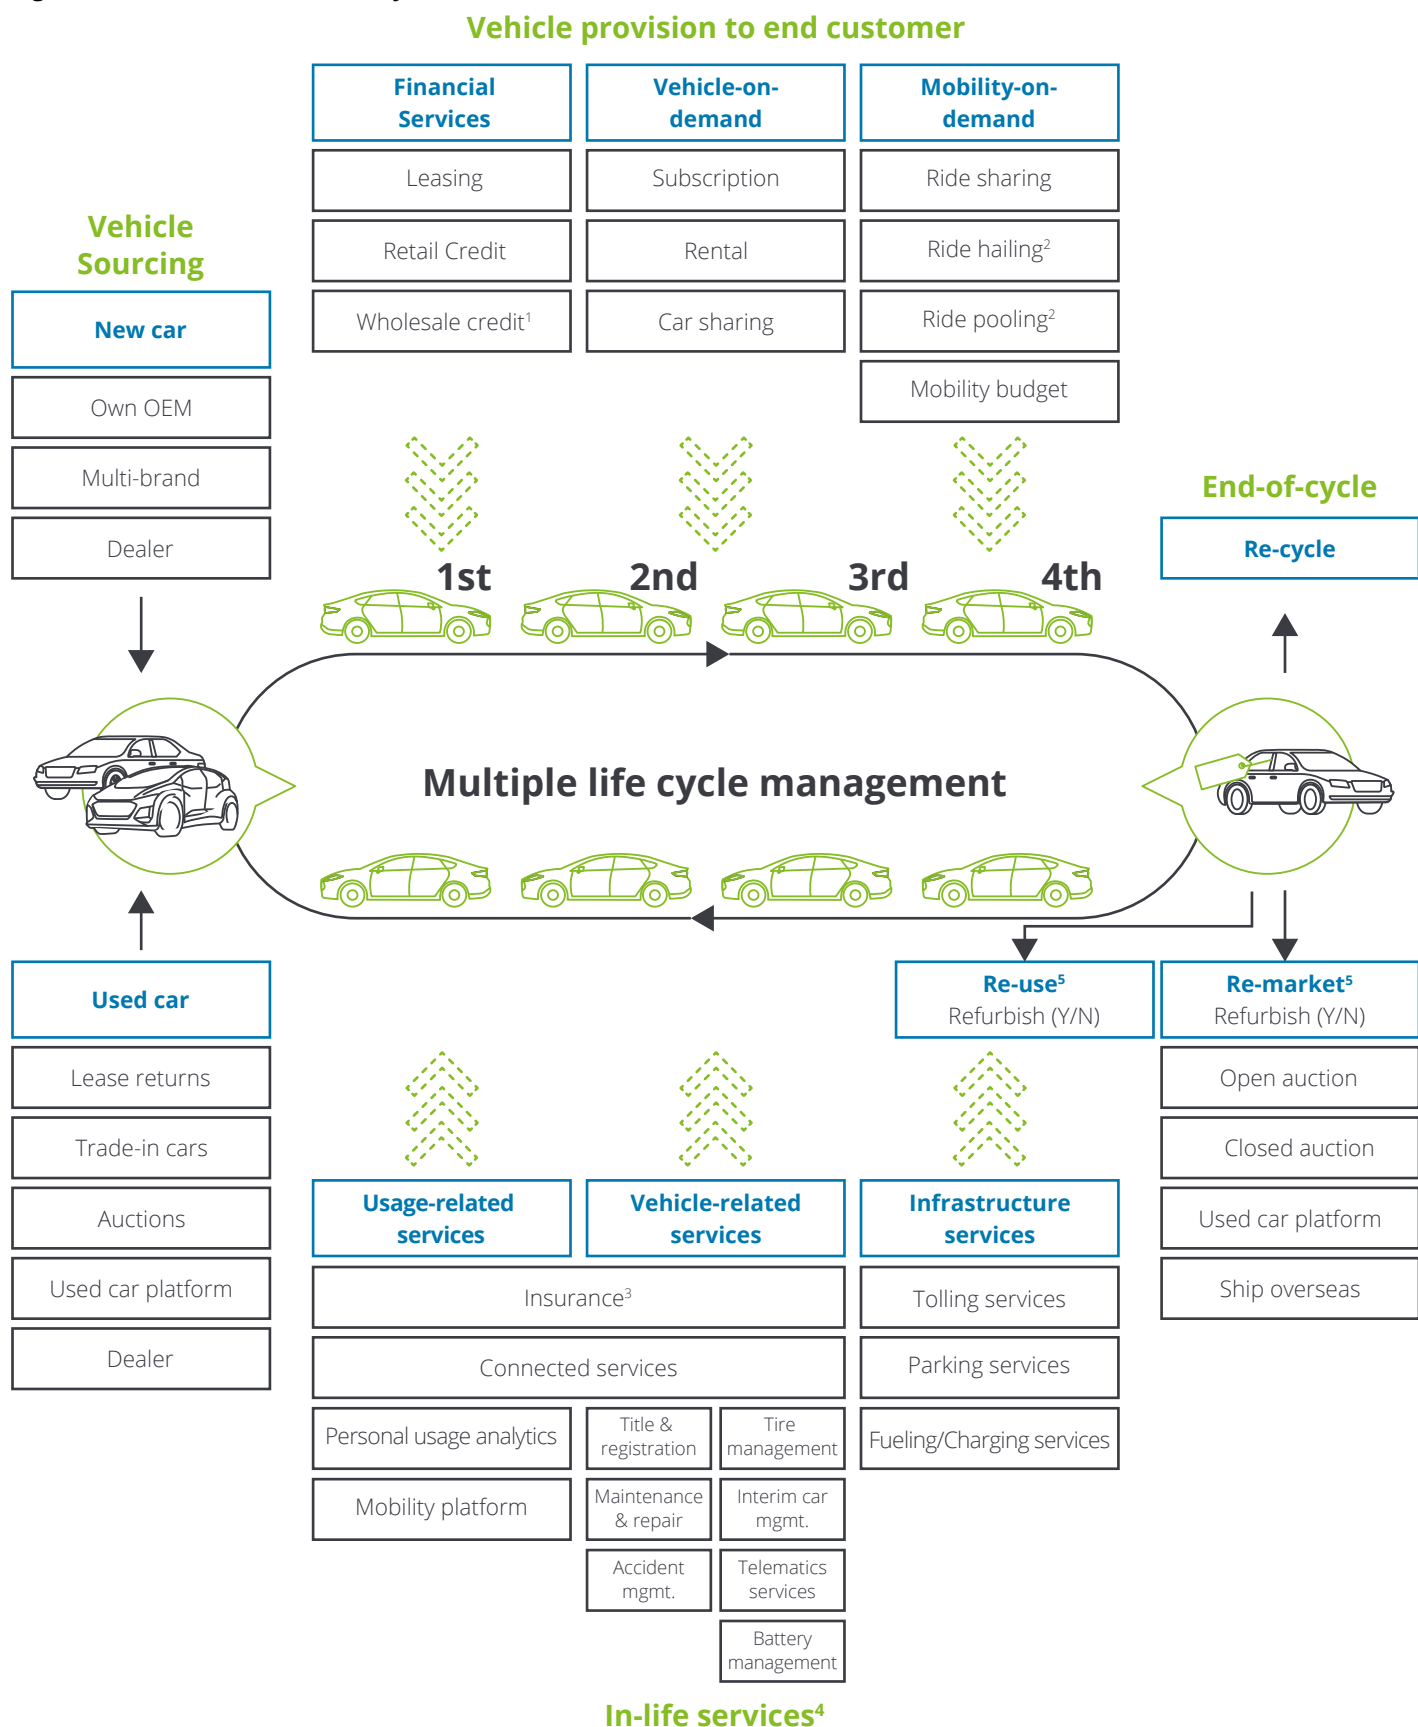 Vehicle provision to end customer
Financial
Services
Leasing
Retail Credit
Wholesale credit¹
Vehicle-on-
demand
Subscription
Rental
Car sharing
Mobility-on-
demand
Ride sharing
Ride hailing²
Ride pooling²
Mobility budget
Vehicle
Sourcing
New car
Own OEM
Multi-brand
Dealer
End-of-cycle
Re-cycle
1st
2nd
3rd
4th
Multiple life cycle management
Used car
Lease returns
Trade-in cars
Auctions
Used car platform
Dealer
Re-use⁵
Refurbish (Y/N)
Re-market⁵
Refurbish (Y/N)
Open auction
Closed auction
Used car platform
Ship overseas
Usage-related
services
Vehicle-related
services
Infrastructure
services
Insurance³
Connected services
Personal usage analytics
Mobility platform
Title &
registration
Tire
management
Maintenance
& repair
Interim car
mgmt.
Accident
mgmt.
Telematics
services
Battery
management
Tolling services
Parking services
Fueling/Charging services
In-life services⁴